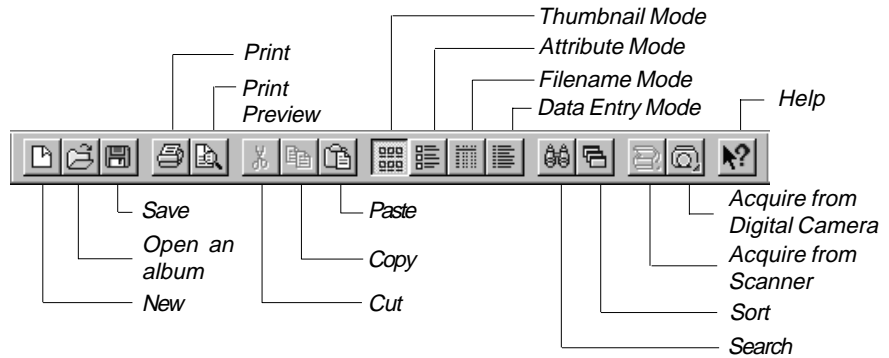 Thumbnail Mode
Attribute Mode
Print
Filename Mode
Print
Preview
Data Entry Mode
Help
Save
Paste
Acquire from
Digital Camera
Open an
album
Copy
Acquire from
Scanner
New
Cut
Sort
Search